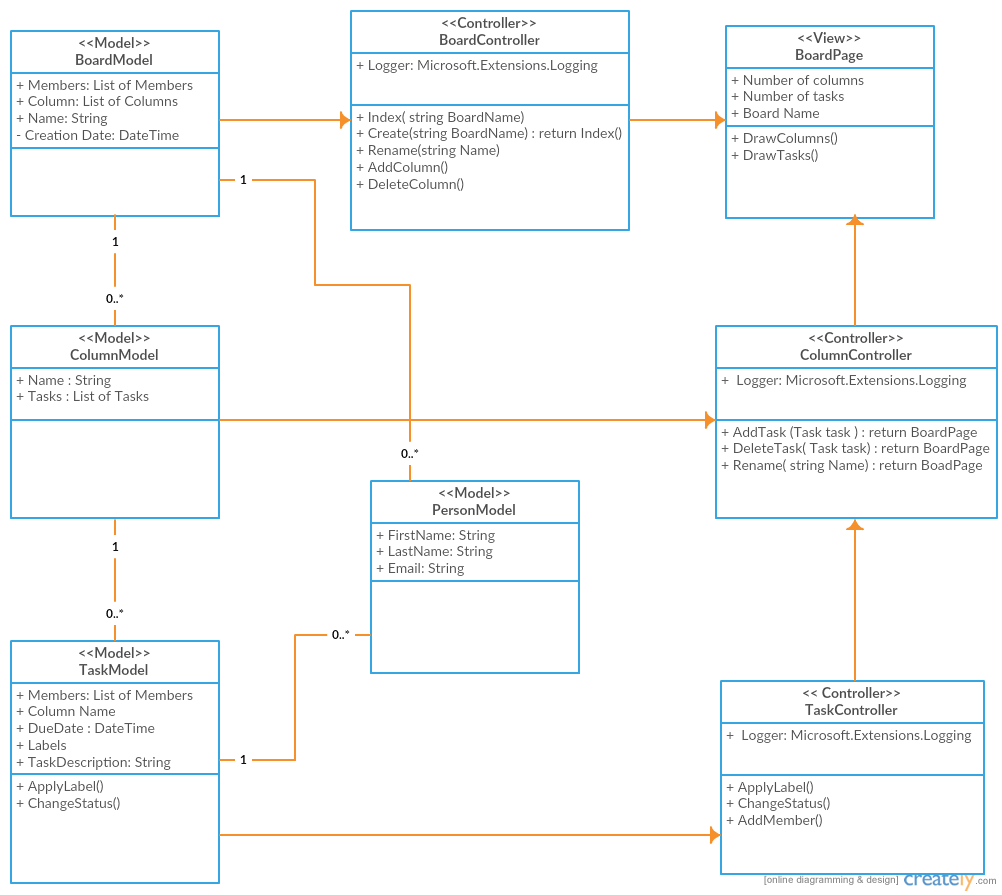 <<Model>>
BoardModel
+ Members: List of Members
+ Column: List of Columns
+ Name: String
- Creation Date: DateTime
<<Controller>>
BoardController
+ Logger: Microsoft.Extensions.Logging
+ Index( string BoardName)
+ Create(string BoardName) : return Index()
+ Rename(string Name)
+ AddColumn()
+ DeleteColumn()
<<View>>
BoardPage
+ Number of columns
+ Number of tasks
+ Board Name
+ DrawColumns()
+ DrawTasks()
1
1
0..*
<<Model>>
ColumnModel
+ Name : String
+ Tasks : List of Tasks
<<Controller>>
ColumnController
+ Logger: Microsoft.Extensions.Logging
+ AddTask (Task task ) : return BoardPage
+ DeleteTask( Task task) : return BoardPage
+ Rename( string Name) : return BoadPage
0..*
<<Model>>
PersonModel
+ FirstName: String
+ LastName: String
+ Email: String
1
0..*
0..*
<<Model>>
TaskModel
+ Members: List of Members
+ Column Name
+ DueDate : DateTime
+ Labels
+ TaskDescription: String
+ ApplyLabel()
+ ChangeStatus()
1
<< Controller>>
TaskController
+ Logger: Microsoft.Extensions.Logging
+ ApplyLabel()
+ ChangeStatus()
+ AddMember()
[online diagramming & design] creately.com